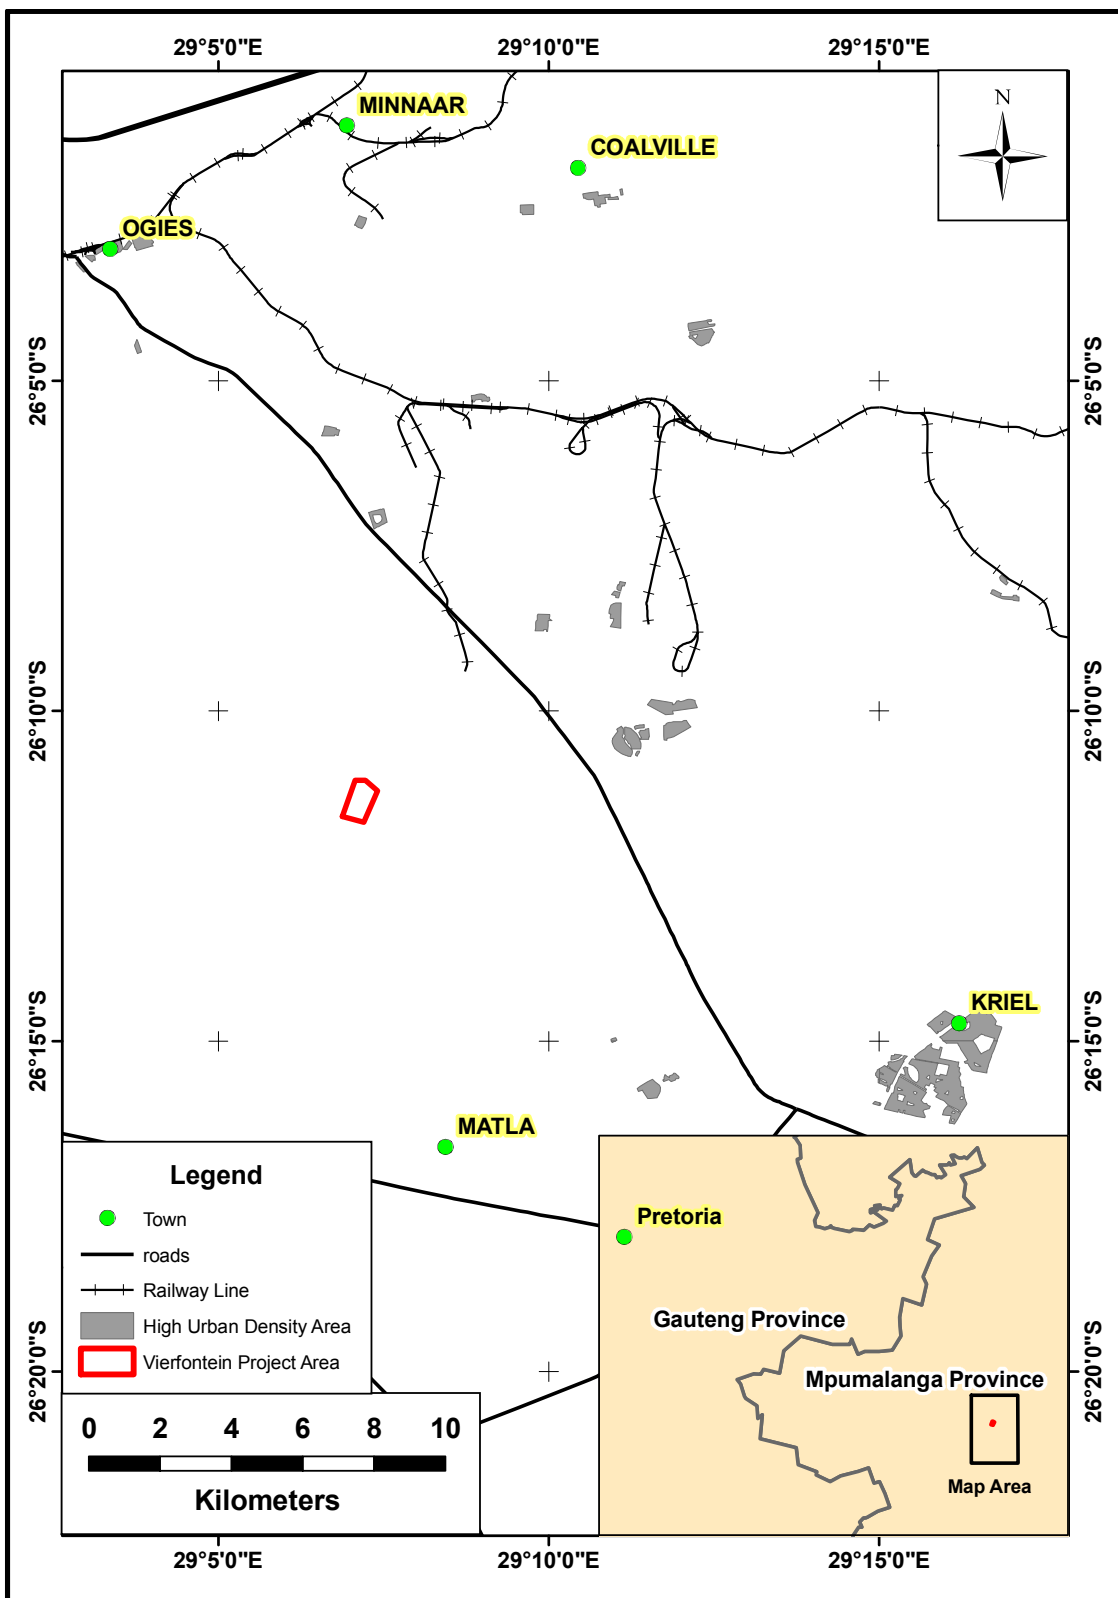 29°5'0"E 29°10'0"E 29°15'0"E
N
MINNAAR
COALVILLE
OGIES
26°5'0"S 26°5'0"S
26°10'0"S 26°10'0"S
KRIEL
26°15'0"S 26°15'0"S
MATLA
Legend
Town
roads
Railway Line
High Urban Density Area
Vierfontein Project Area
Pretoria
Gauteng Province
Mpumalanga Province
Map Area
26°20'0"S 26°20'0"S
0 2 4 6 8 10
Kilometers
29°5'0"E 29°10'0"E 29°15'0"E